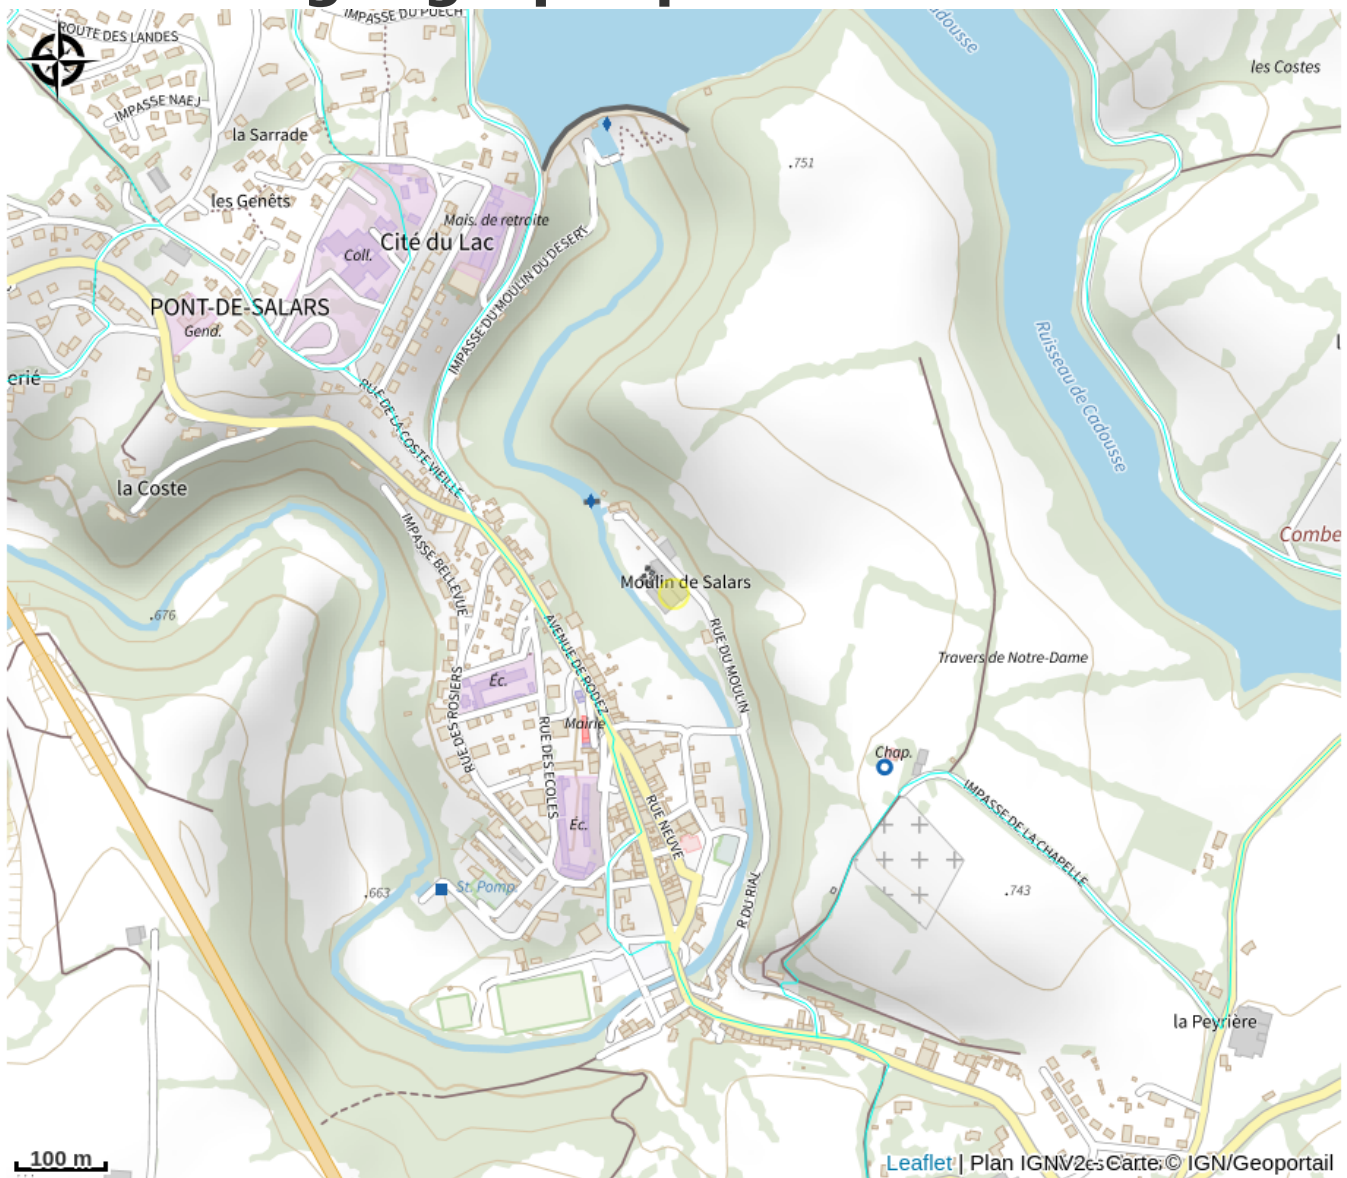 IMPASSE DU PUECH
Cadousse
ROUTE DES LANDES
les Costes
IMPASSE NAEJ
la Sarrade
.751
les Genêts
Mais. de retraite
Cité du Lac
Coll.
IMPASSE DU MOULIN DU DESERT
PONT-DE-SALARS
Gend.
Ruisseau de Cadousse
erié
RUE DE LA COSTE VIEILLE
la Coste
IMPASSE BELLEVUE
Combe
Moulin de Salars
.676
AVENUE DE RODEZ
RUE DU MOULIN
Travers de Notre-Dame
Éc.
RUE DES ROSIERS
Mairie
RUE DES ECOLES
Chap.
IMPASSE DE LA CHAPELLE
RUE NEUVE
Éc.
St. Pomp.
.663
R DU RIAL
.743
la Peyrière
100 m
Leaflet | Plan IGNV2 - Carte © IGN/Geoportail